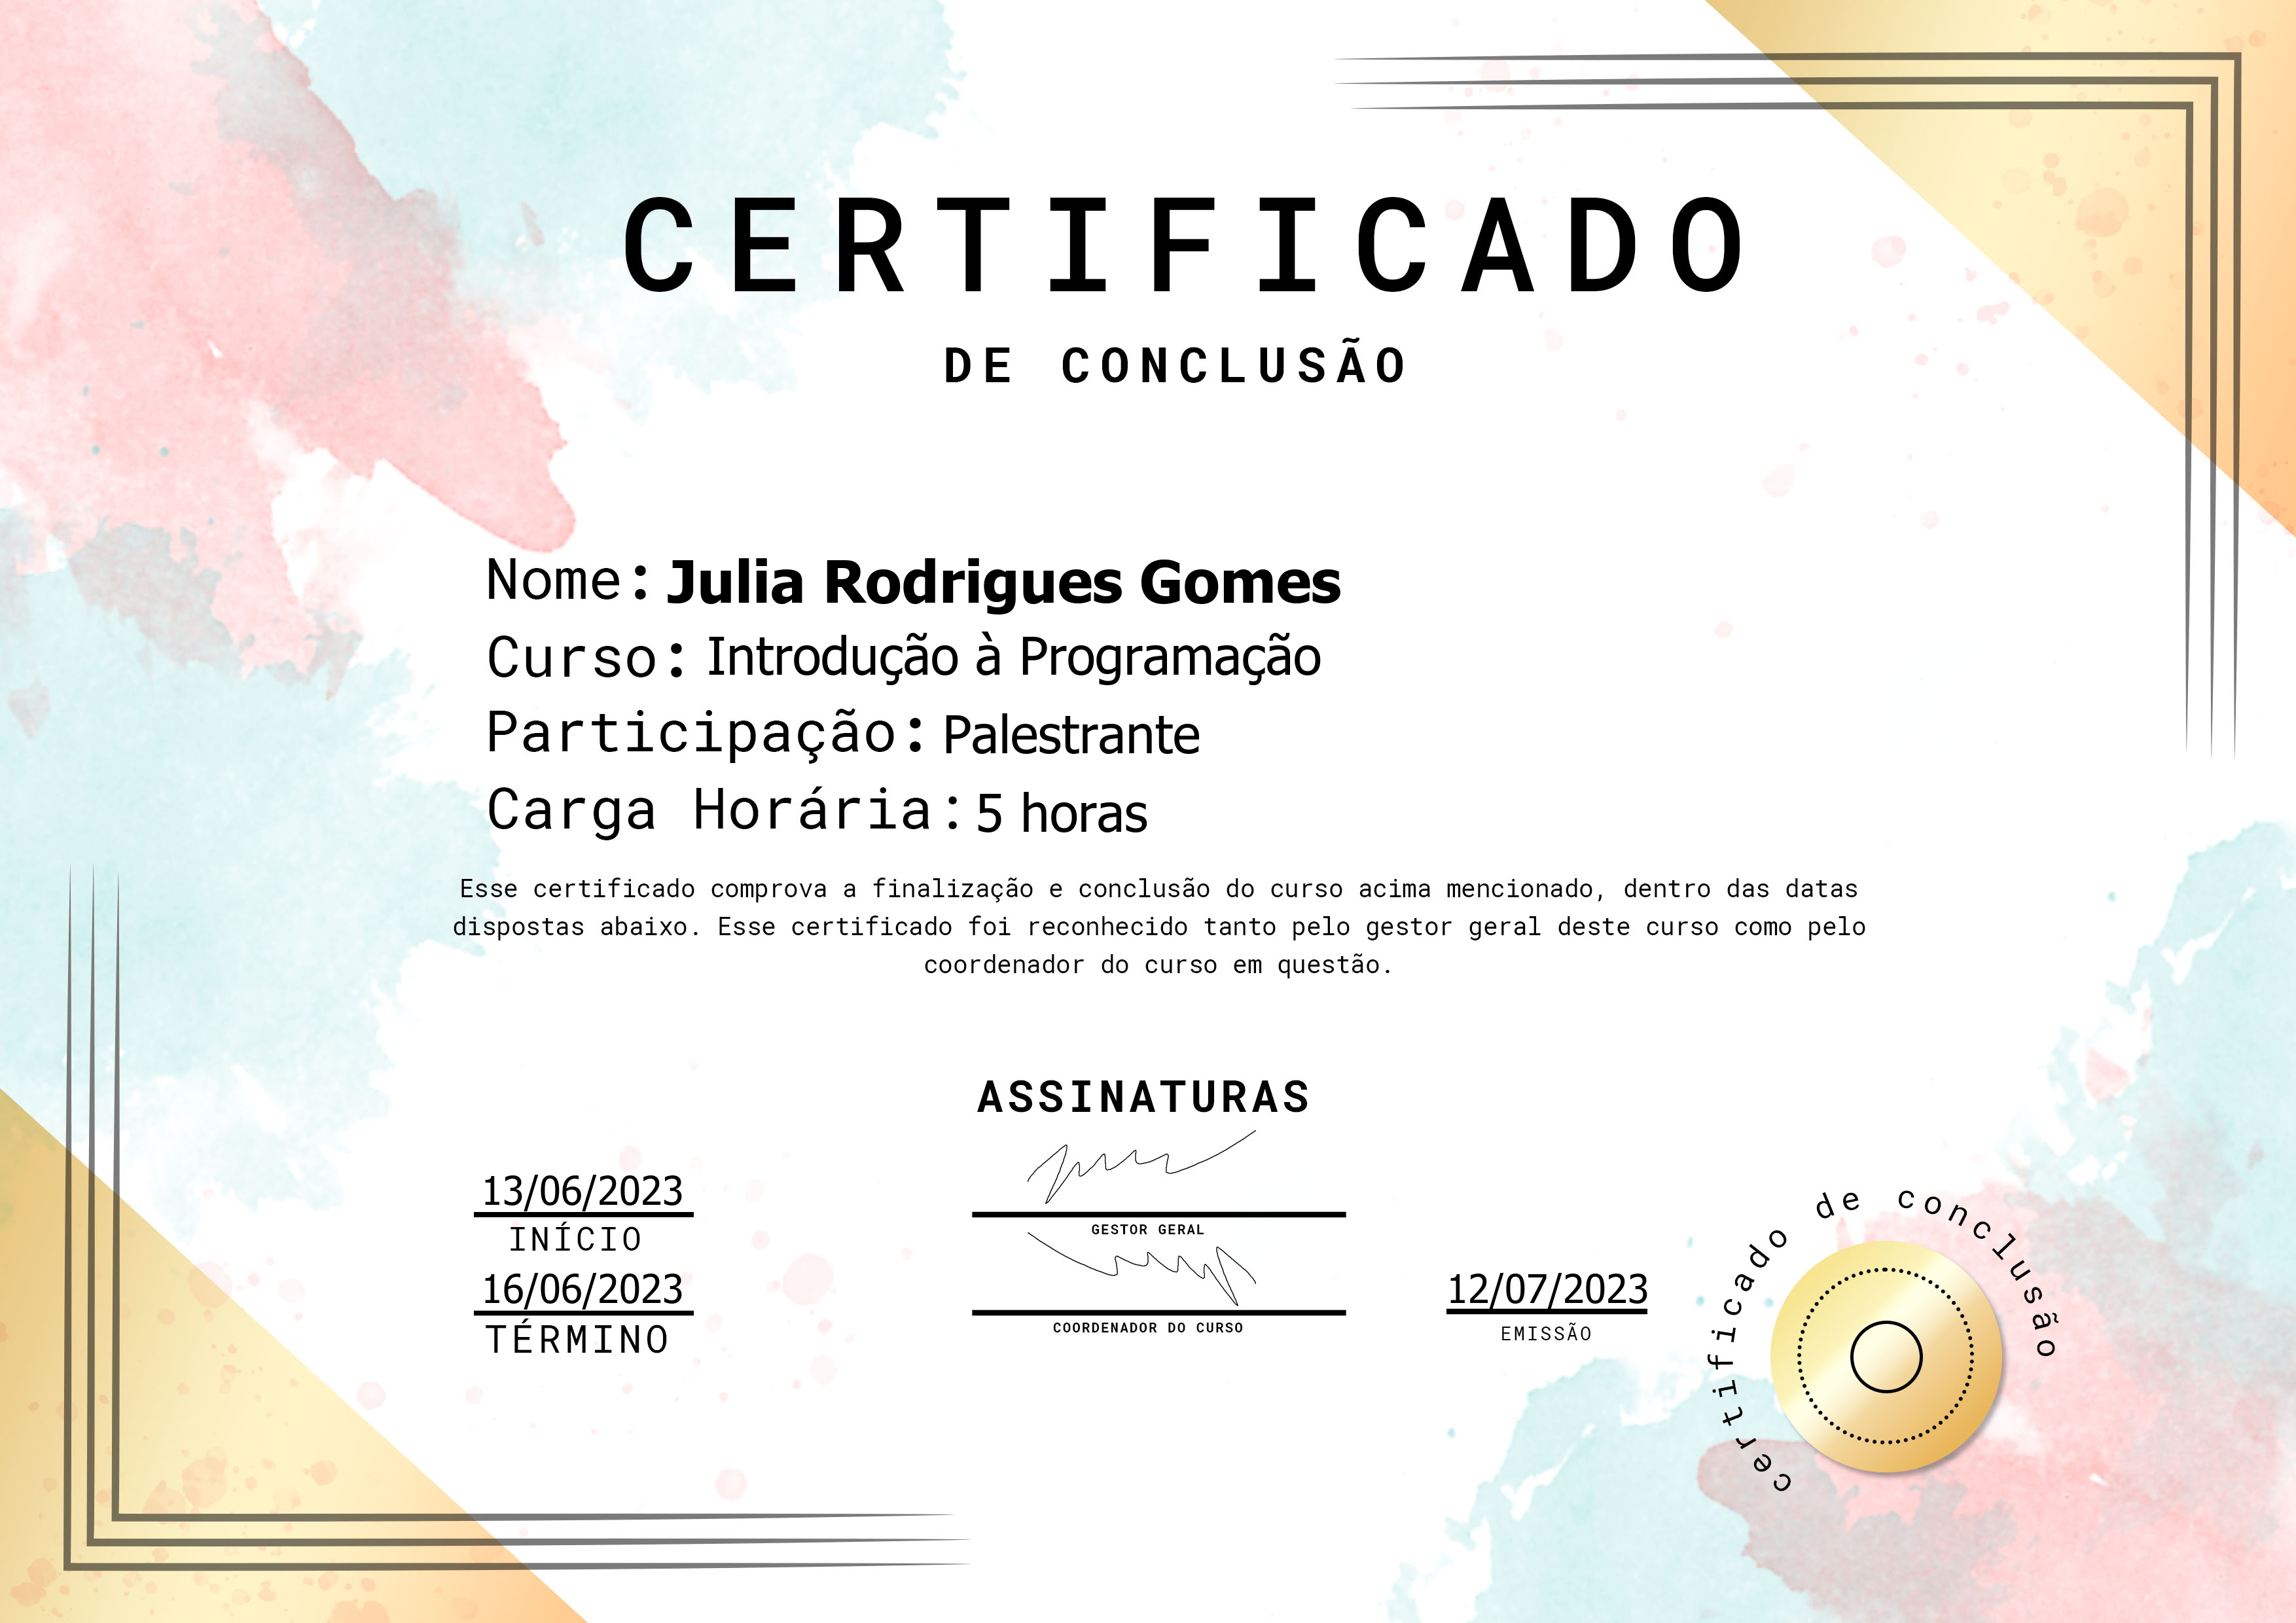 CERTIFICADO
DE CONCLUSÃO
Nome: Julia Rodrigues Gomes
Curso: Introdução à Programação
Participação: Palestrante
Carga Horária: 5 horas
Esse certificado comprova a finalização e conclusão do curso acima mencionado, dentro das datas
dispostas abaixo. Esse certificado foi reconhecido tanto pelo gestor geral deste curso como pelo
coordenador do curso em questão.
ASSINATURAS
13/06/2023
INÍCIO
GESTOR GERAL
16/06/2023
TÉRMINO
COORDENADOR DO CURSO
12/07/2023
EMISSÃO
certificado de conclusão